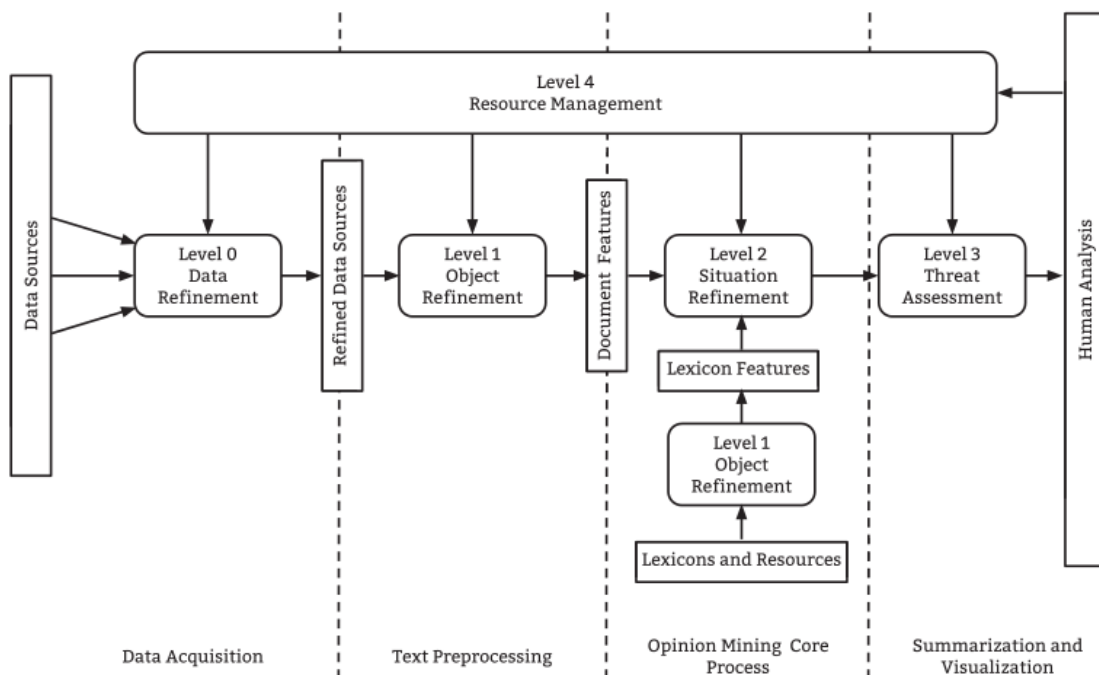 Level 4
Resource Management
Data Sources
Level 0
Data
Refinement
Refined Data Sources
Level 1
Object
Refinement
Document Features
Level 2
Situation
Refinement
Level 3
Threat
Assessment
Human Analysis
Lexicon Features
Level 1
Object
Refinement
Lexicons and Resources
Data Acquisition
Text Preprocessing
Opinion Mining Core
Process
Summarization and
Visualization